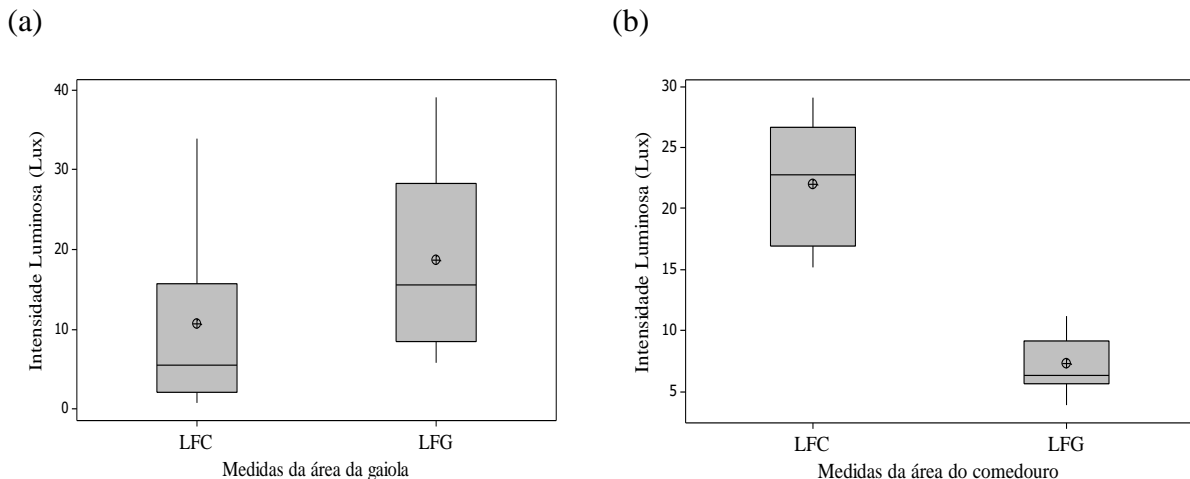 (a)
(b)
Intensidade Luminosa (Lux)
40
30
20
10
0
LFC
LFG
Medidas da área da gaiola
Intensidade Luminosa (Lux)
30
25
20
15
10
5
LFC
LFG
Medidas da área do comedouro